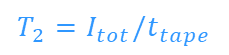 T₂ = I_tot/t_tape